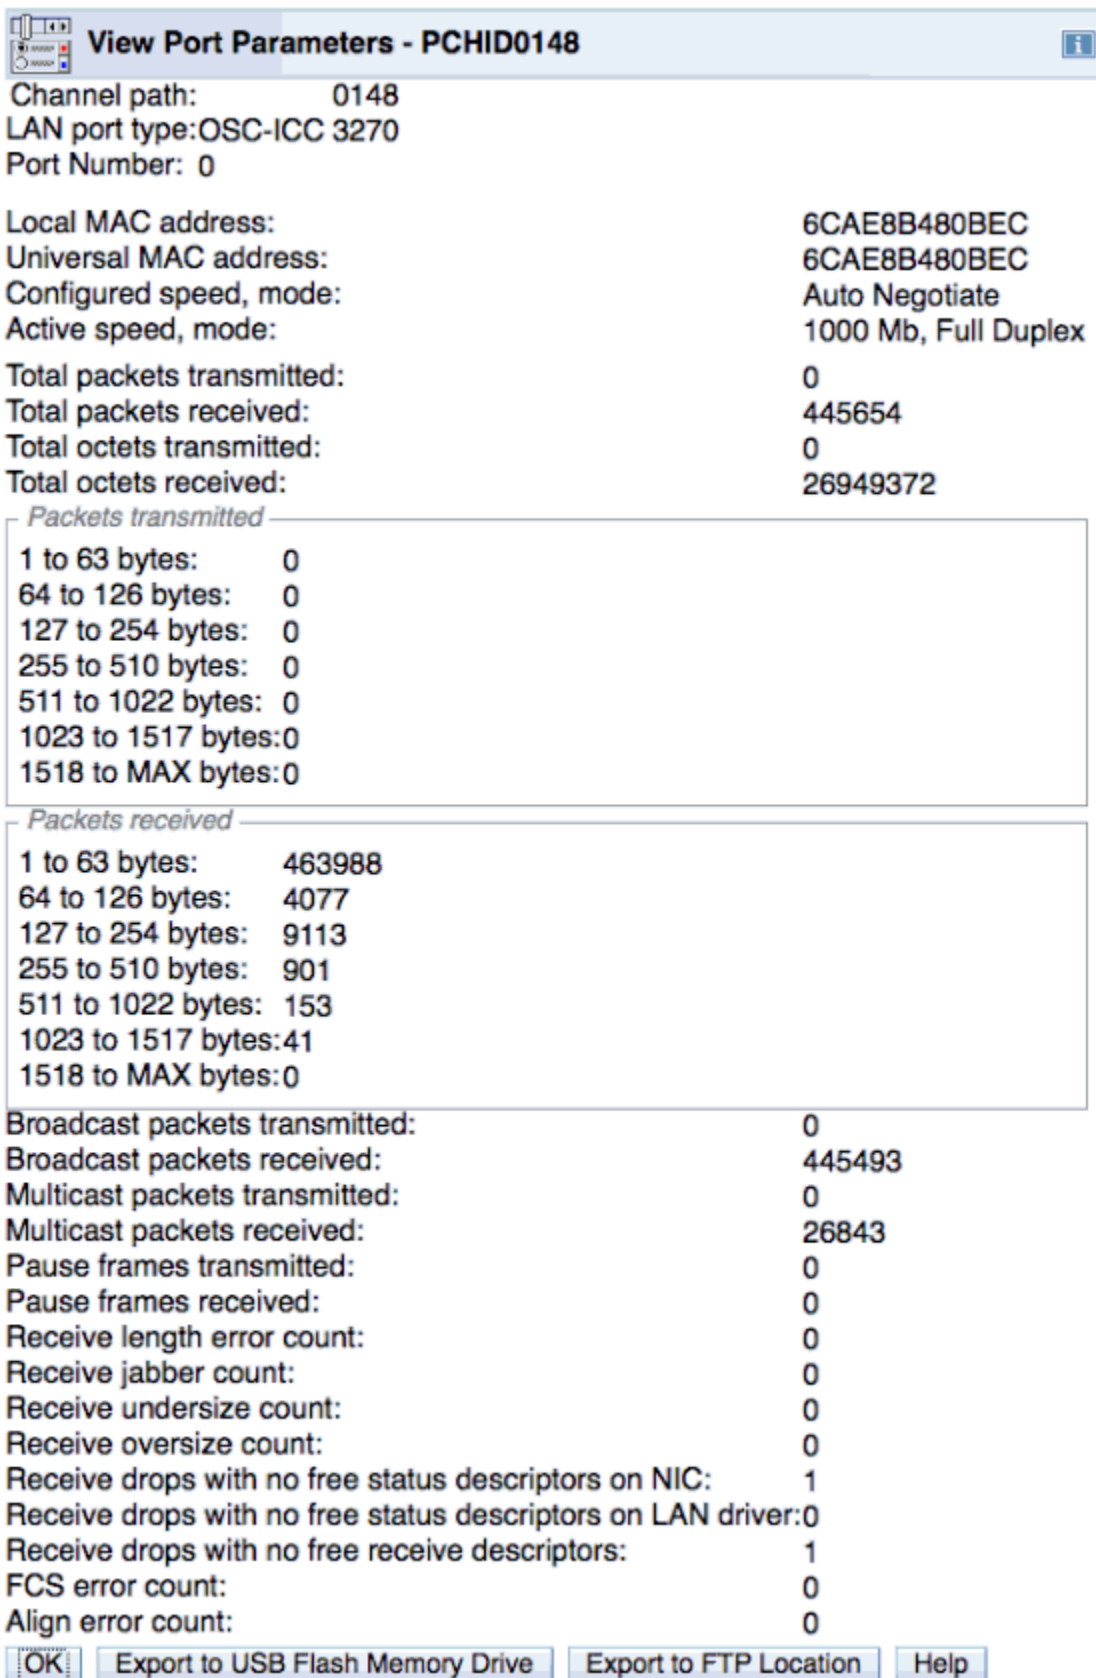 View Port Parameters - PCHID0148
Channel path: 0148
LAN port type:OSC-ICC 3270
Port Number: 0
Local MAC address: 6CAE8B480BEC
Universal MAC address: 6CAE8B480BEC
Configured speed, mode: Auto Negotiate
Active speed, mode: 1000 Mb, Full Duplex
Total packets transmitted: 0
Total packets received: 445654
Total octets transmitted: 0
Total octets received: 26949372
Packets transmitted
1 to 63 bytes: 0
64 to 126 bytes: 0
127 to 254 bytes: 0
255 to 510 bytes: 0
511 to 1022 bytes: 0
1023 to 1517 bytes:0
1518 to MAX bytes:0
Packets received
1 to 63 bytes: 463988
64 to 126 bytes: 4077
127 to 254 bytes: 9113
255 to 510 bytes: 901
511 to 1022 bytes: 153
1023 to 1517 bytes:41
1518 to MAX bytes:0
Broadcast packets transmitted: 0
Broadcast packets received: 445493
Multicast packets transmitted: 0
Multicast packets received: 26843
Pause frames transmitted: 0
Pause frames received: 0
Receive length error count: 0
Receive jabber count: 0
Receive undersize count: 0
Receive oversize count: 0
Receive drops with no free status descriptors on NIC: 1
Receive drops with no free status descriptors on LAN driver:0
Receive drops with no free receive descriptors: 1
FCS error count: 0
Align error count: 0
OK Export to USB Flash Memory Drive Export to FTP Location Help